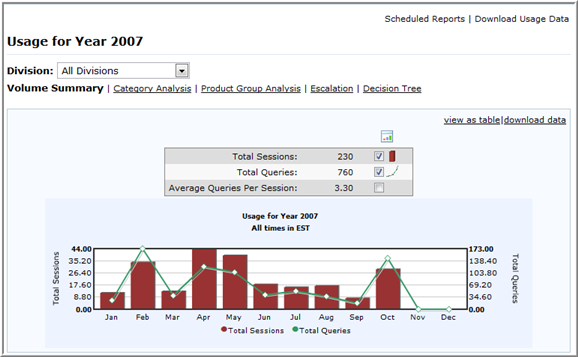 Scheduled Reports | Download Usage Data
Usage for Year 2007
Division: All Divisions
Volume Summary | Category Analysis | Product Group Analysis | Escalation | Decision Tree
view as table|download data
Total Sessions: 230
Total Queries: 760
Average Queries Per Session: 3.30
Usage for Year 2007
All times in EST
Total Sessions
44.00
35.20
26.40
17.60
8.80
0.00
173.00
138.40
103.80
69.20
34.60
0.00
Total Queries
Jan Feb Mar Apr May Jun Jul Aug Sep Oct Nov Dec
Total Sessions Total Queries